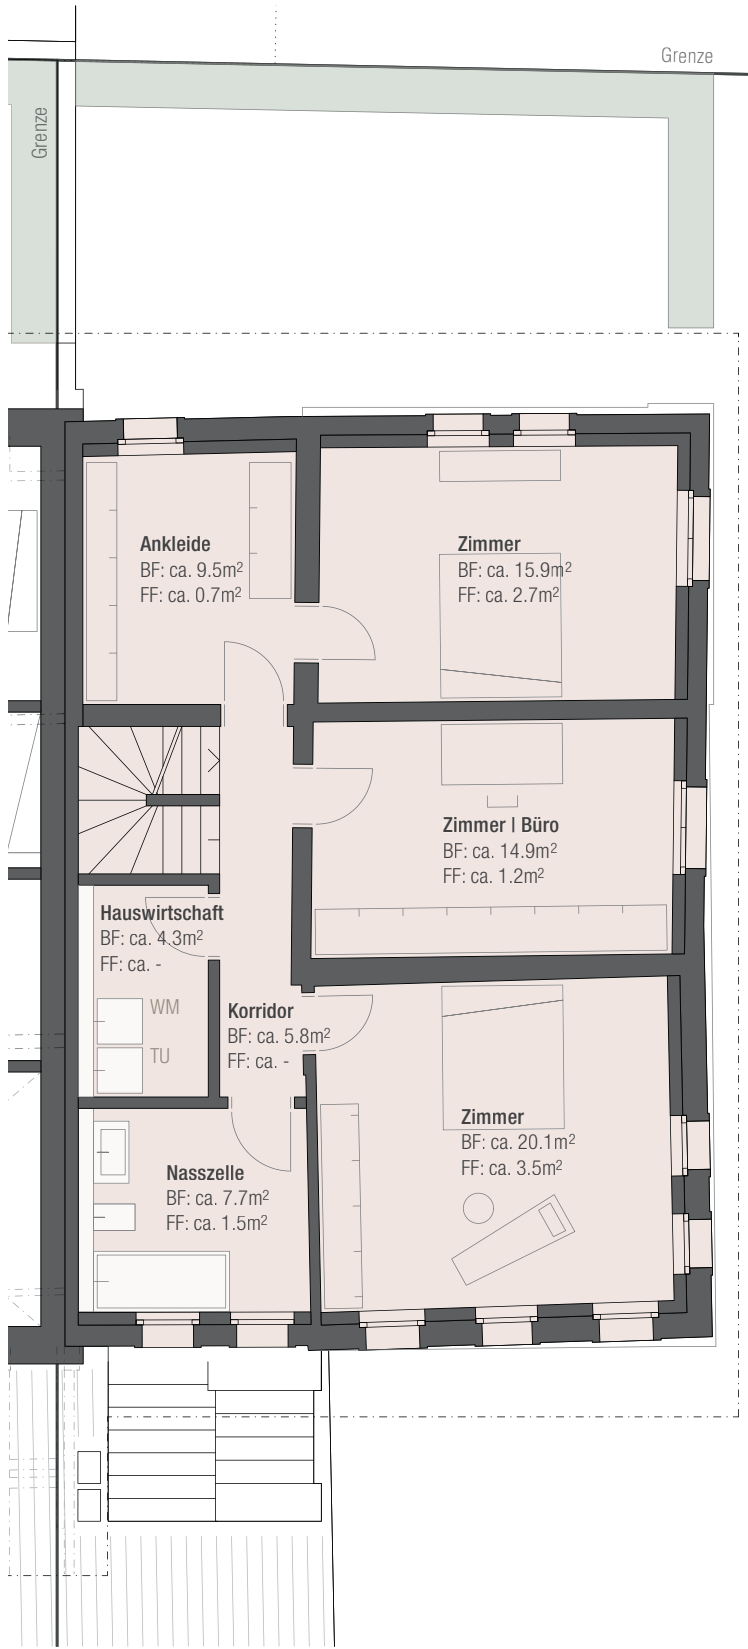 Grenze
Grenze
Ankleide
BF: ca. 9.5m²
FF: ca. 0.7m²
Zimmer
BF: ca. 15.9m²
FF: ca. 2.7m²
Zimmer | Büro
BF: ca. 14.9m²
FF: ca. 1.2m²
Hauswirtschaft
BF: ca. 4.3m²
FF: ca. -
WM
TU
Korridor
BF: ca. 5.8m²
FF: ca. -
Zimmer
BF: ca. 20.1m²
FF: ca. 3.5m²
Nasszelle
BF: ca. 7.7m²
FF: ca. 1.5m²